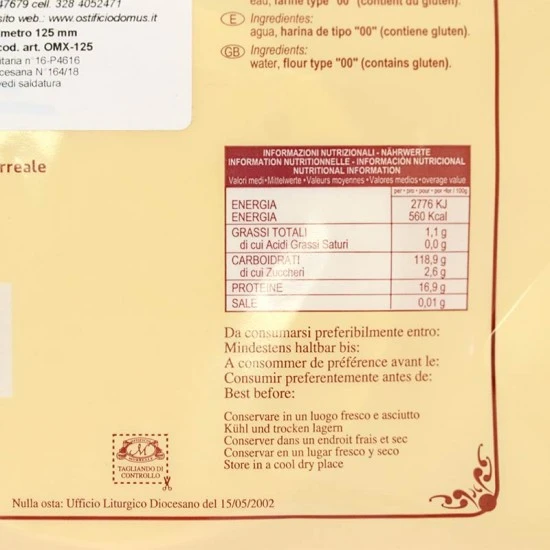 47679 cell. 328 4052471
sito web.: www.ostificiodomus.it
metro 125 mm
cod. art. OMX-125
itaria n°16-P4616
cesana N°164/18
vedi saldatura
rreale
eau, farine type "00" (contient du gluten).
E Ingredientes:
agua, harina de tipo "00" (contiene gluten).
GB Ingredients:
water, flour type "00" (contains gluten).
INFORMAZIONI NUTRIZIONALI - NÄHRWERTE
INFORMATION NUTRITIONNELLE - INFORMACIÓN NUTRICIONAL
NUTRITIONAL INFORMATION
Valori medi•Mittelwerte•Valeurs moyennes•Valores medios•average value
per • pro • pour • por •for / 100g
ENERGIA 2776 KJ
ENERGIA 560 Kcal
GRASSI TOTALI 1,1 g
di cui Acidi Grassi Saturi 0,0 g
CARBOIDRATI 118,9 g
di cui Zuccheri 2,6 g
PROTEINE 16,9 g
SALE 0,01 g
Da consumarsi preferibilmente entro:
Mindestens haltbar bis:
A consommer de préférence avant le:
Consumir preferentemente antes de:
Best before:
Conservare in un luogo fresco e asciutto
Kühl und trocken lagern
Conserver dans un endroit frais et sec
Conservar en un lugar fresco y seco
Store in a cool dry place
M
TAGLIANDO DI
CONTROLLO
Nulla osta: Ufficio Liturgico Diocesano del 15/05/2002